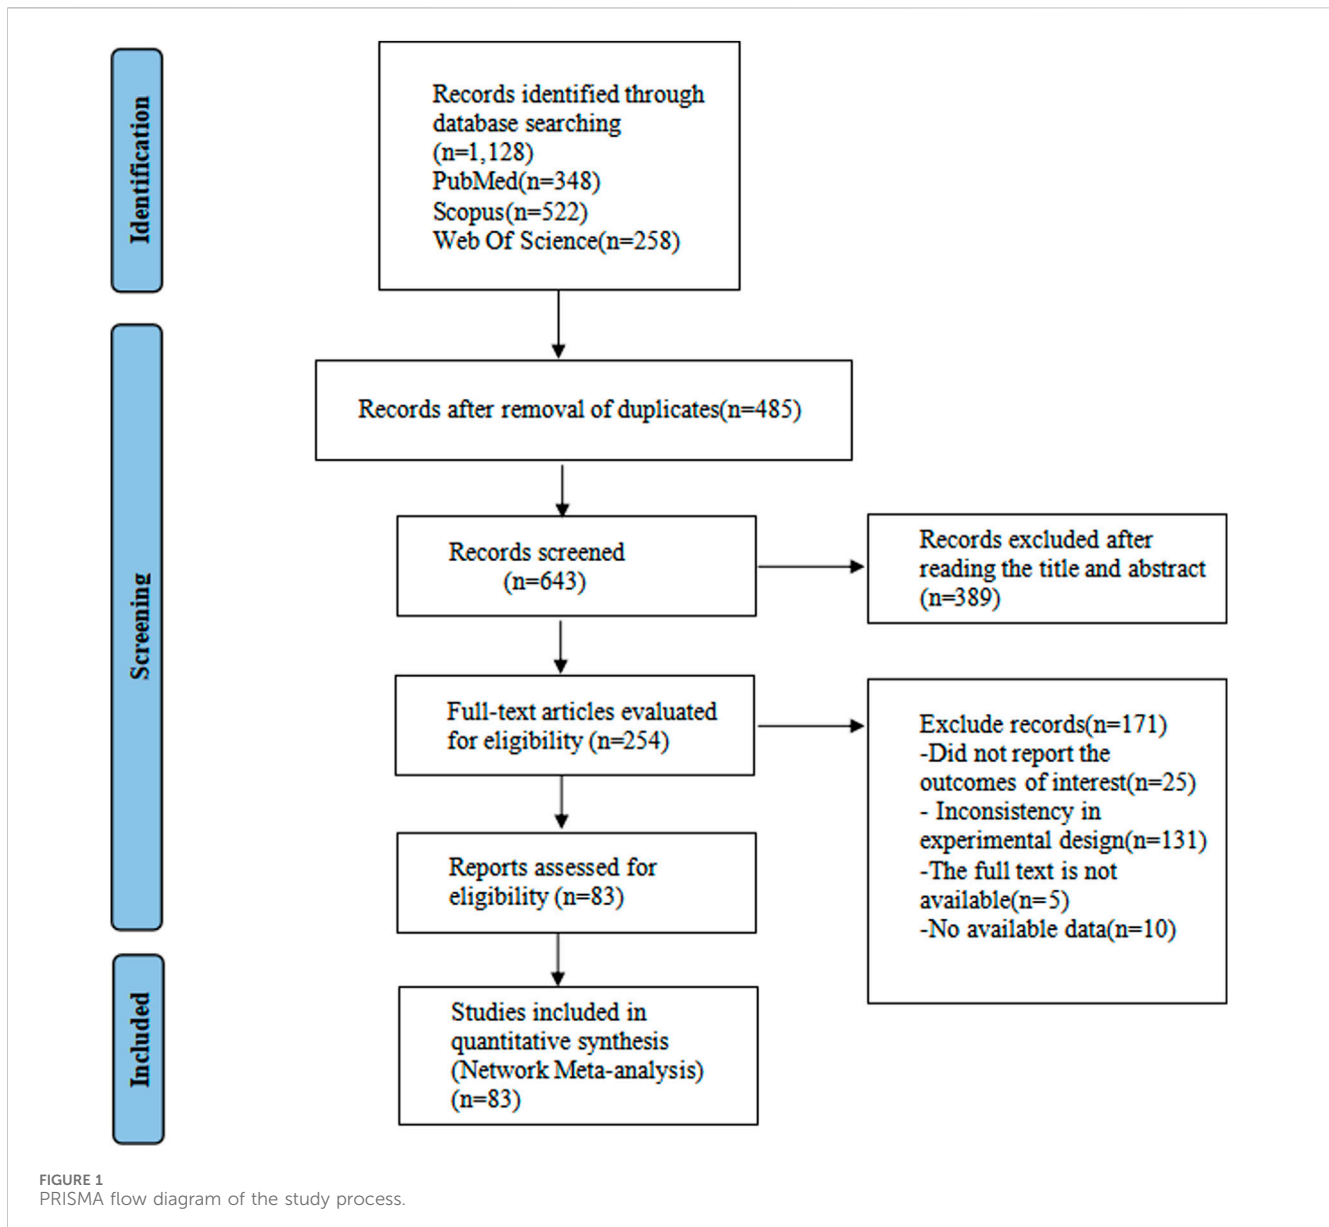 Identification
Records identified through
database searching
(n=1,128)
PubMed(n=348)
Scopus(n=522)
Web Of Science(n=258)
Screening
Records after removal of duplicates(n=485)
Records screened
(n=643)
Records excluded after
reading the title and abstract
(n=389)
Full-text articles evaluated
for eligibility (n=254)
Exclude records(n=171)
-Did not report the
outcomes of interest(n=25)
- Inconsistency in
experimental design(n=131)
-The full text is not
available(n=5)
-No available data(n=10)
Reports assessed for
eligibility (n=83)
Included
Studies included in
quantitative synthesis
(Network Meta-analysis)
(n=83)
FIGURE 1
PRISMA flow diagram of the study process.